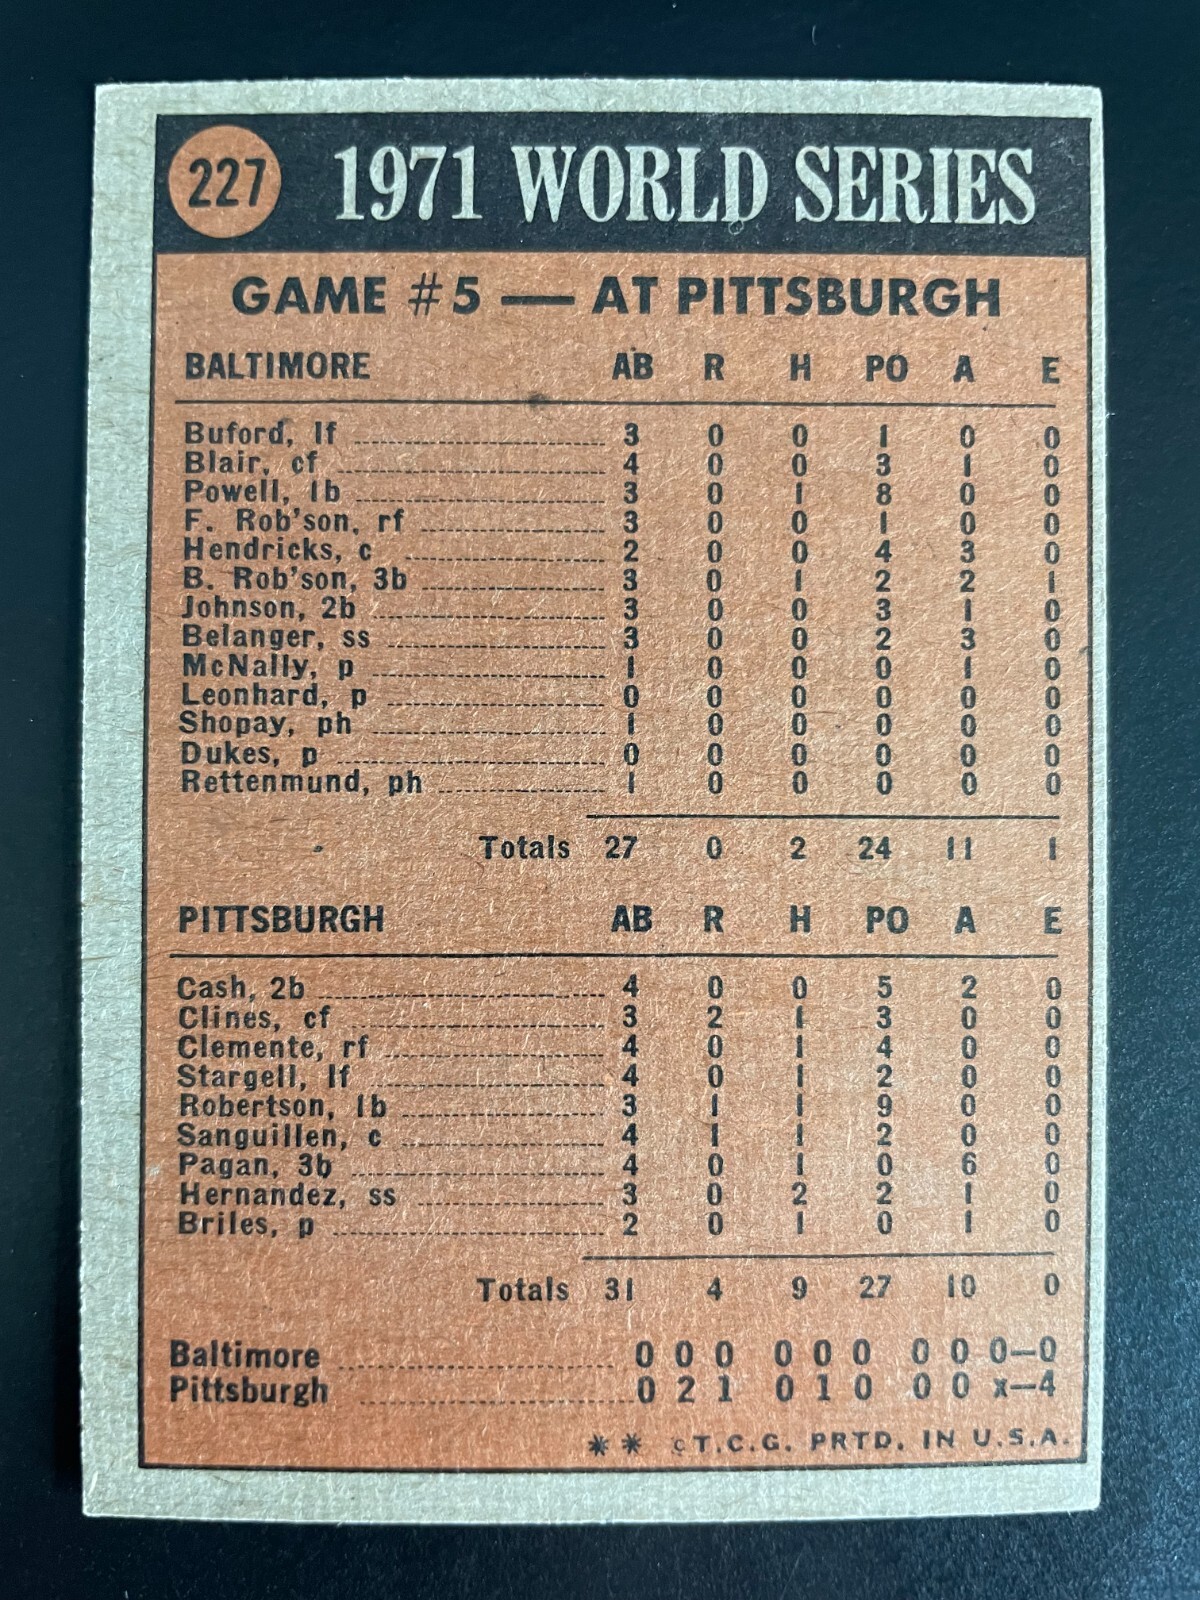 227 1971 WORLD SERIES
GAME #5 — AT PITTSBURGH
BALTIMORE AB R H PO A E
Buford, lf 3 0 0 1 0 0
Blair, cf 4 0 0 3 1 0
Powell, 1b 3 0 1 8 0 0
F. Rob'son, rf 3 0 0 1 0 0
Hendricks, c 2 0 0 4 3 0
B. Rob'son, 3b 3 0 1 2 2 1
Johnson, 2b 3 0 0 3 1 0
Belanger, ss 3 0 0 2 3 0
McNally, p 1 0 0 0 1 0
Leonhard, p 0 0 0 0 0 0
Shopay, ph 1 0 0 0 0 0
Dukes, p 0 0 0 0 0 0
Rettenmund, ph 1 0 0 0 0 0
Totals 27 0 2 24 11 1
PITTSBURGH AB R H PO A E
Cash, 2b 4 0 0 5 2 0
Clines, cf 3 2 1 3 0 0
Clemente, rf 4 0 1 4 0 0
Stargell, lf 4 0 1 2 0 0
Robertson, 1b 3 1 1 9 0 0
Sanguillen, c 4 1 1 2 0 0
Pagan, 3b 4 0 1 0 6 0
Hernandez, ss 3 0 2 2 1 0
Briles, p 2 0 1 0 1 0
Totals 31 4 9 27 10 0
Baltimore 0 0 0 0 0 0 0 0 0—0
Pittsburgh 0 2 1 0 1 0 0 0 x—4
** ©T.C.G. PRTD. IN U.S.A.